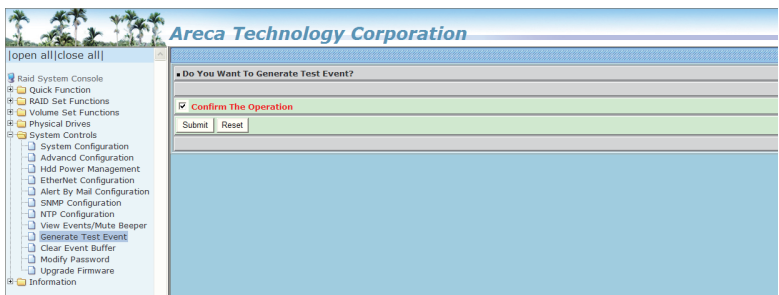 Areca Technology Corporation
|open all|close all|
Raid System Console
Quick Function
RAID Set Functions
Volume Set Functions
Physical Drives
System Controls
System Configuration
Advancd Configuration
Hdd Power Management
EtherNet Configuration
Alert By Mail Configuration
SNMP Configuration
NTP Configuration
View Events/Mute Beeper
Generate Test Event
Clear Event Buffer
Modify Password
Upgrade Firmware
Information
Do You Want To Generate Test Event?
Confirm The Operation
Submit Reset